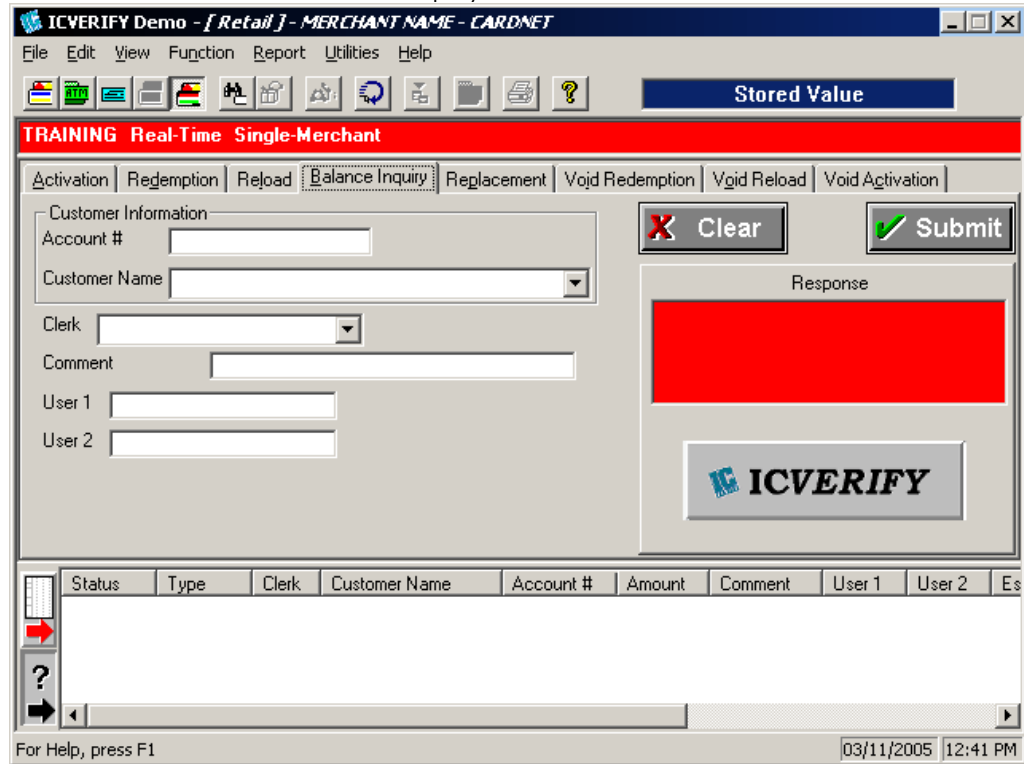 ICVERIFY Demo - [ Retail ] - MERCHANT NAME - CARDNET
File Edit View Function Report Utilities Help
ATM ? Stored Value
TRAINING Real-Time Single-Merchant
Activation Redemption Reload Balance Inquiry Replacement Void Redemption Void Reload Void Activation
Customer Information
Account #
Customer Name
Clerk
Comment
User 1
User 2
Clear Submit
Response
ICVERIFY
Status Type Clerk Customer Name Account # Amount Comment User 1 User 2 Es
?
For Help, press F1 03/11/2005 12:41 PM